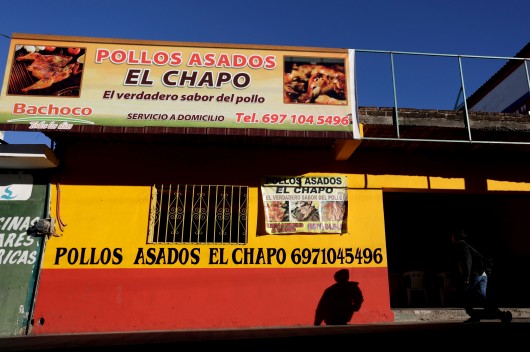 POLLOS ASADOS
EL CHAPO
El verdadero sabor del pollo
Bachoco
SERVICIO A DOMICILIO
Tel. 697 104 5496
POLLOS ASADOS
EL CHAPO
EL VERDADERO SABOR DEL POLLO
POLLOS ASADOS EL CHAPO 6971045496